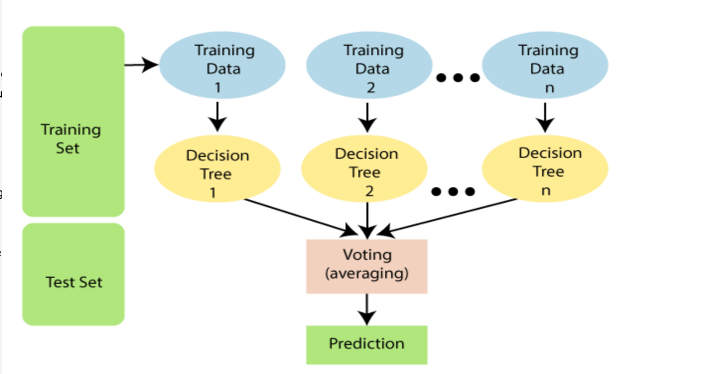 Training
Set
Training
Data
1
Training
Data
2
Training
Data
n
Decision
Tree
1
Decision
Tree
2
Decision
Tree
n
Voting
(averaging)
Test Set
Prediction